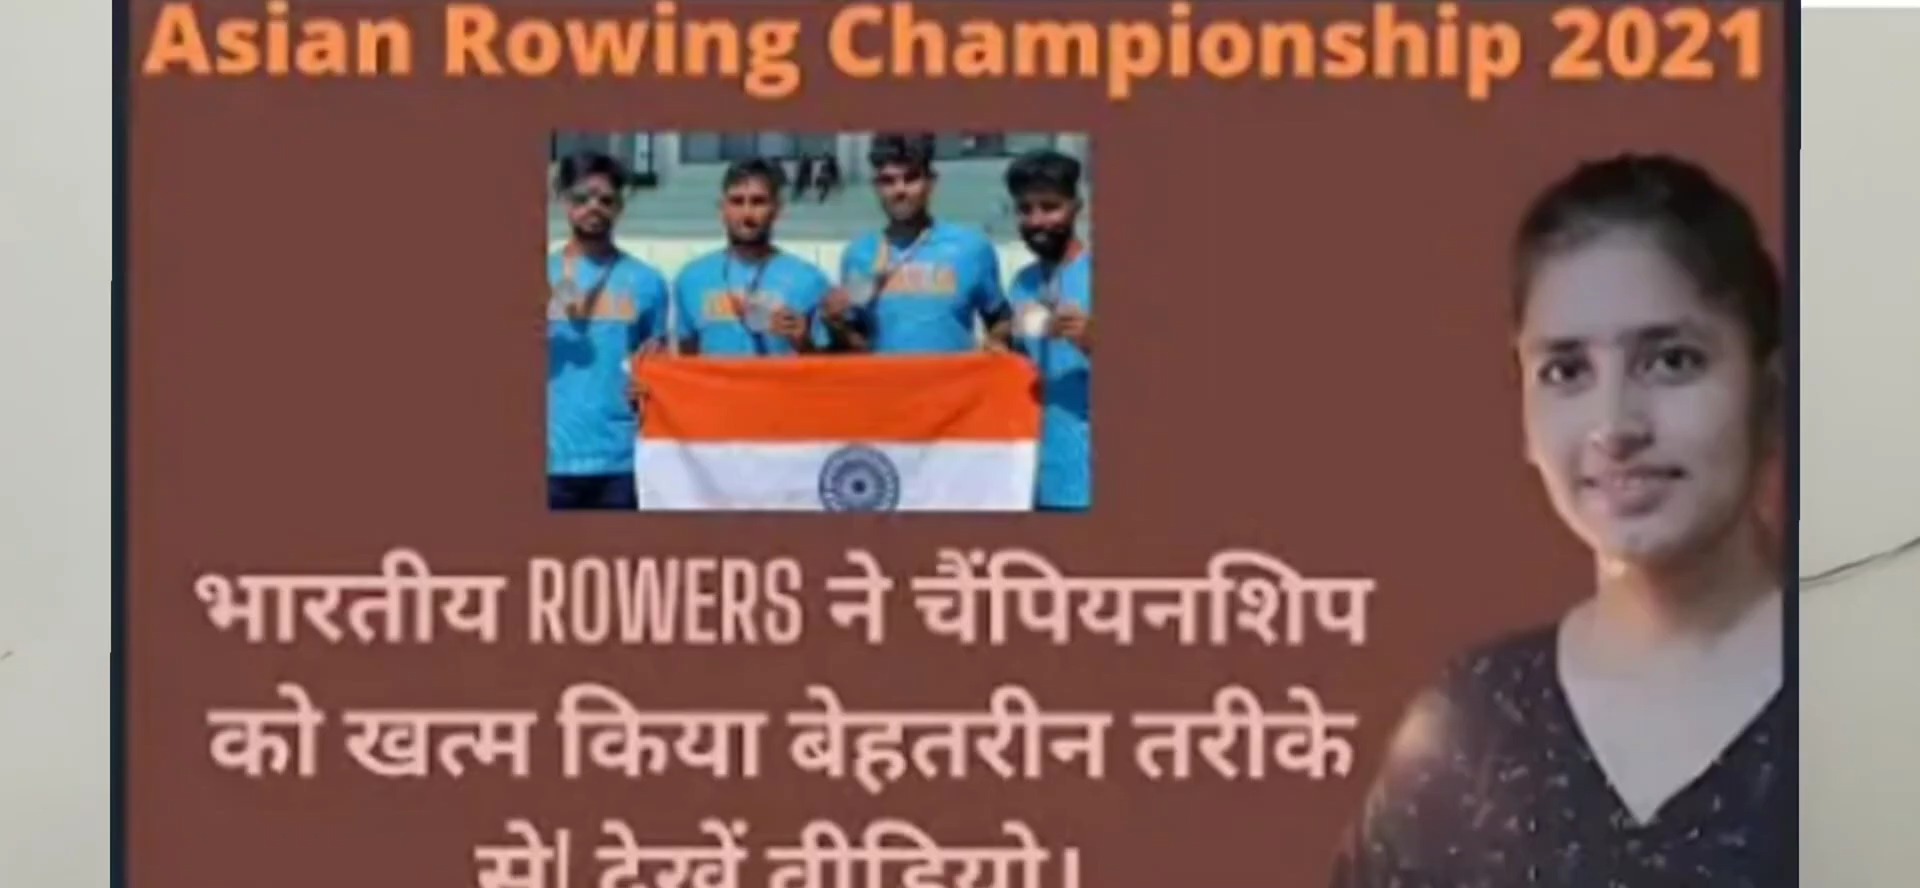 Asian Rowing Championship 2021
भारतीय ROWERS ने चैंपियनशिप
को खत्म किया बेहतरीन तरीके
से| देखें वीडियो।